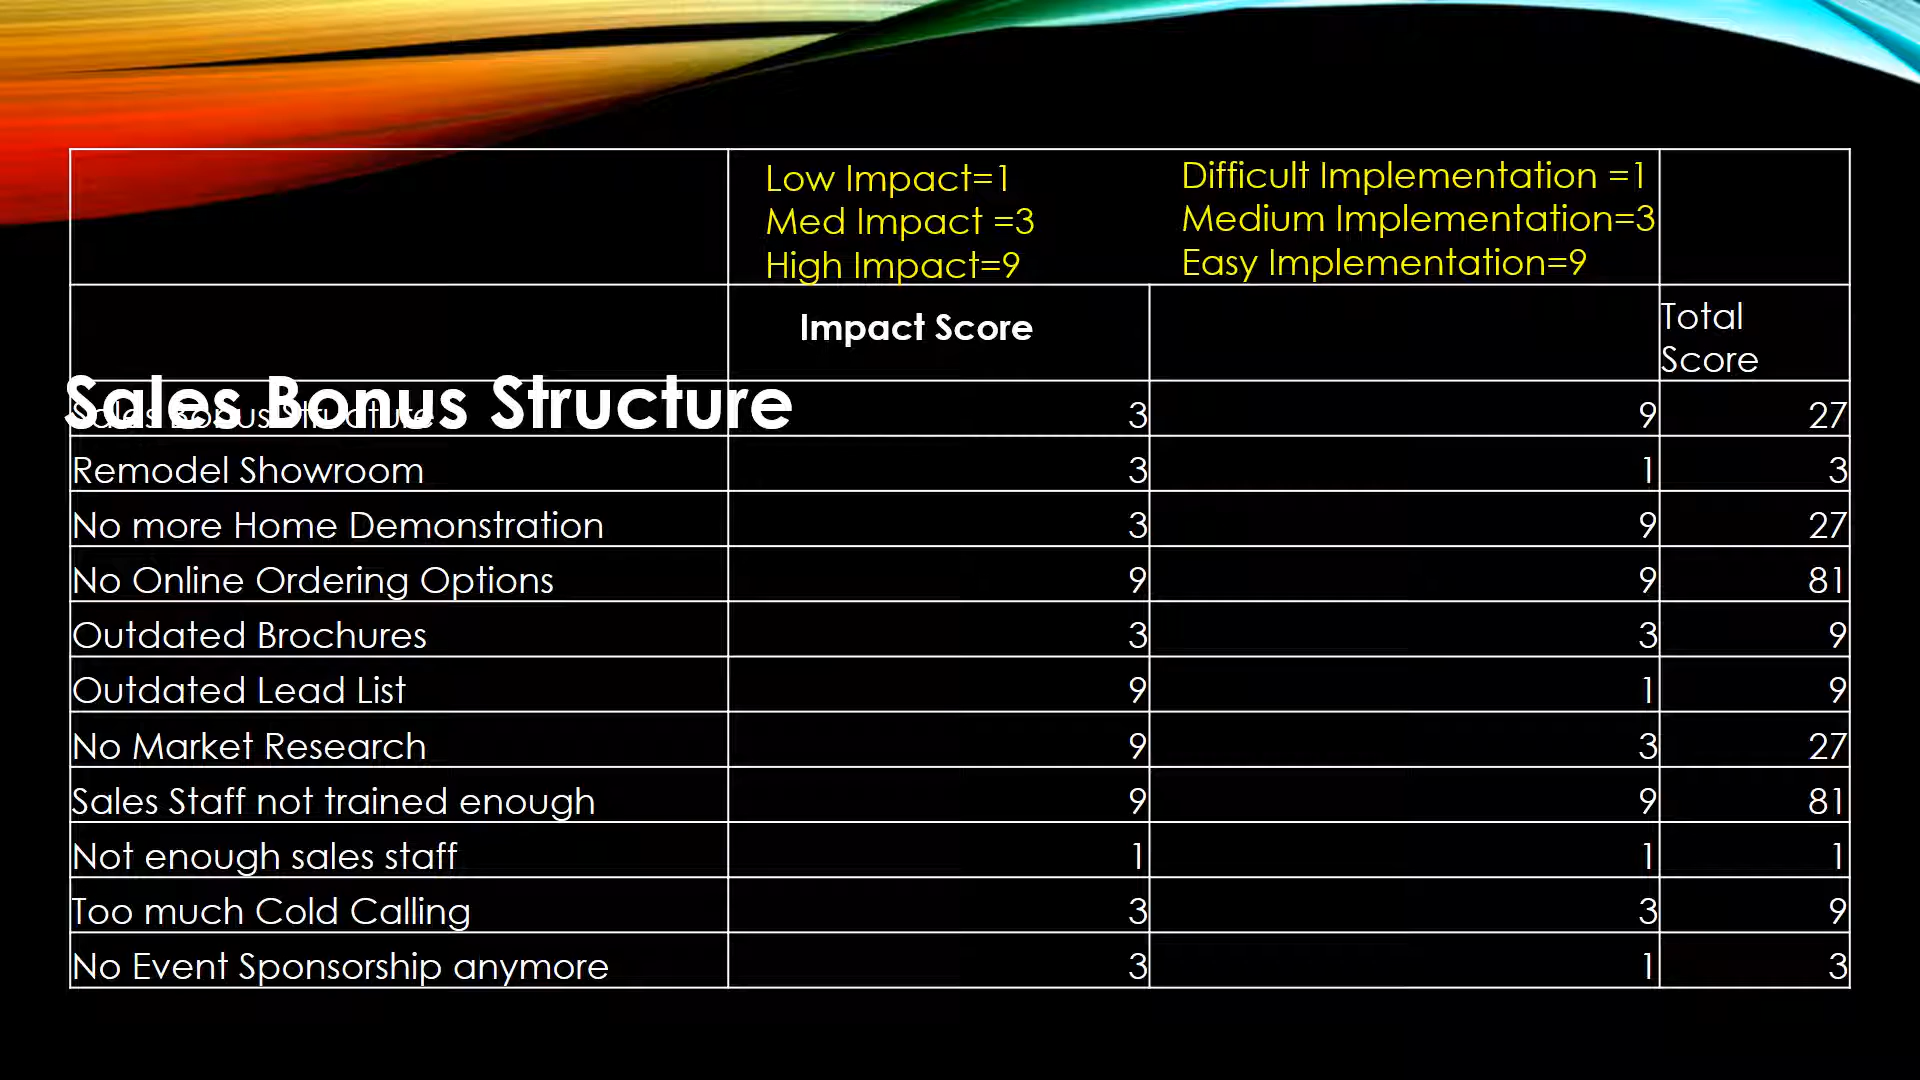 Low Impact=1
Med Impact =3
High Impact=9
Difficult Implementation =1
Medium Implementation=3
Easy Implementation=9
Impact Score
Total
Score
Sales Bonus Structure
Sales Bonus Structure 3 9 27
Remodel Showroom 3 1 3
No more Home Demonstration 3 9 27
No Online Ordering Options 9 9 81
Outdated Brochures 3 3 9
Outdated Lead List 9 1 9
No Market Research 9 3 27
Sales Staff not trained enough 9 9 81
Not enough sales staff 1 1 1
Too much Cold Calling 3 3 9
No Event Sponsorship anymore 3 1 3